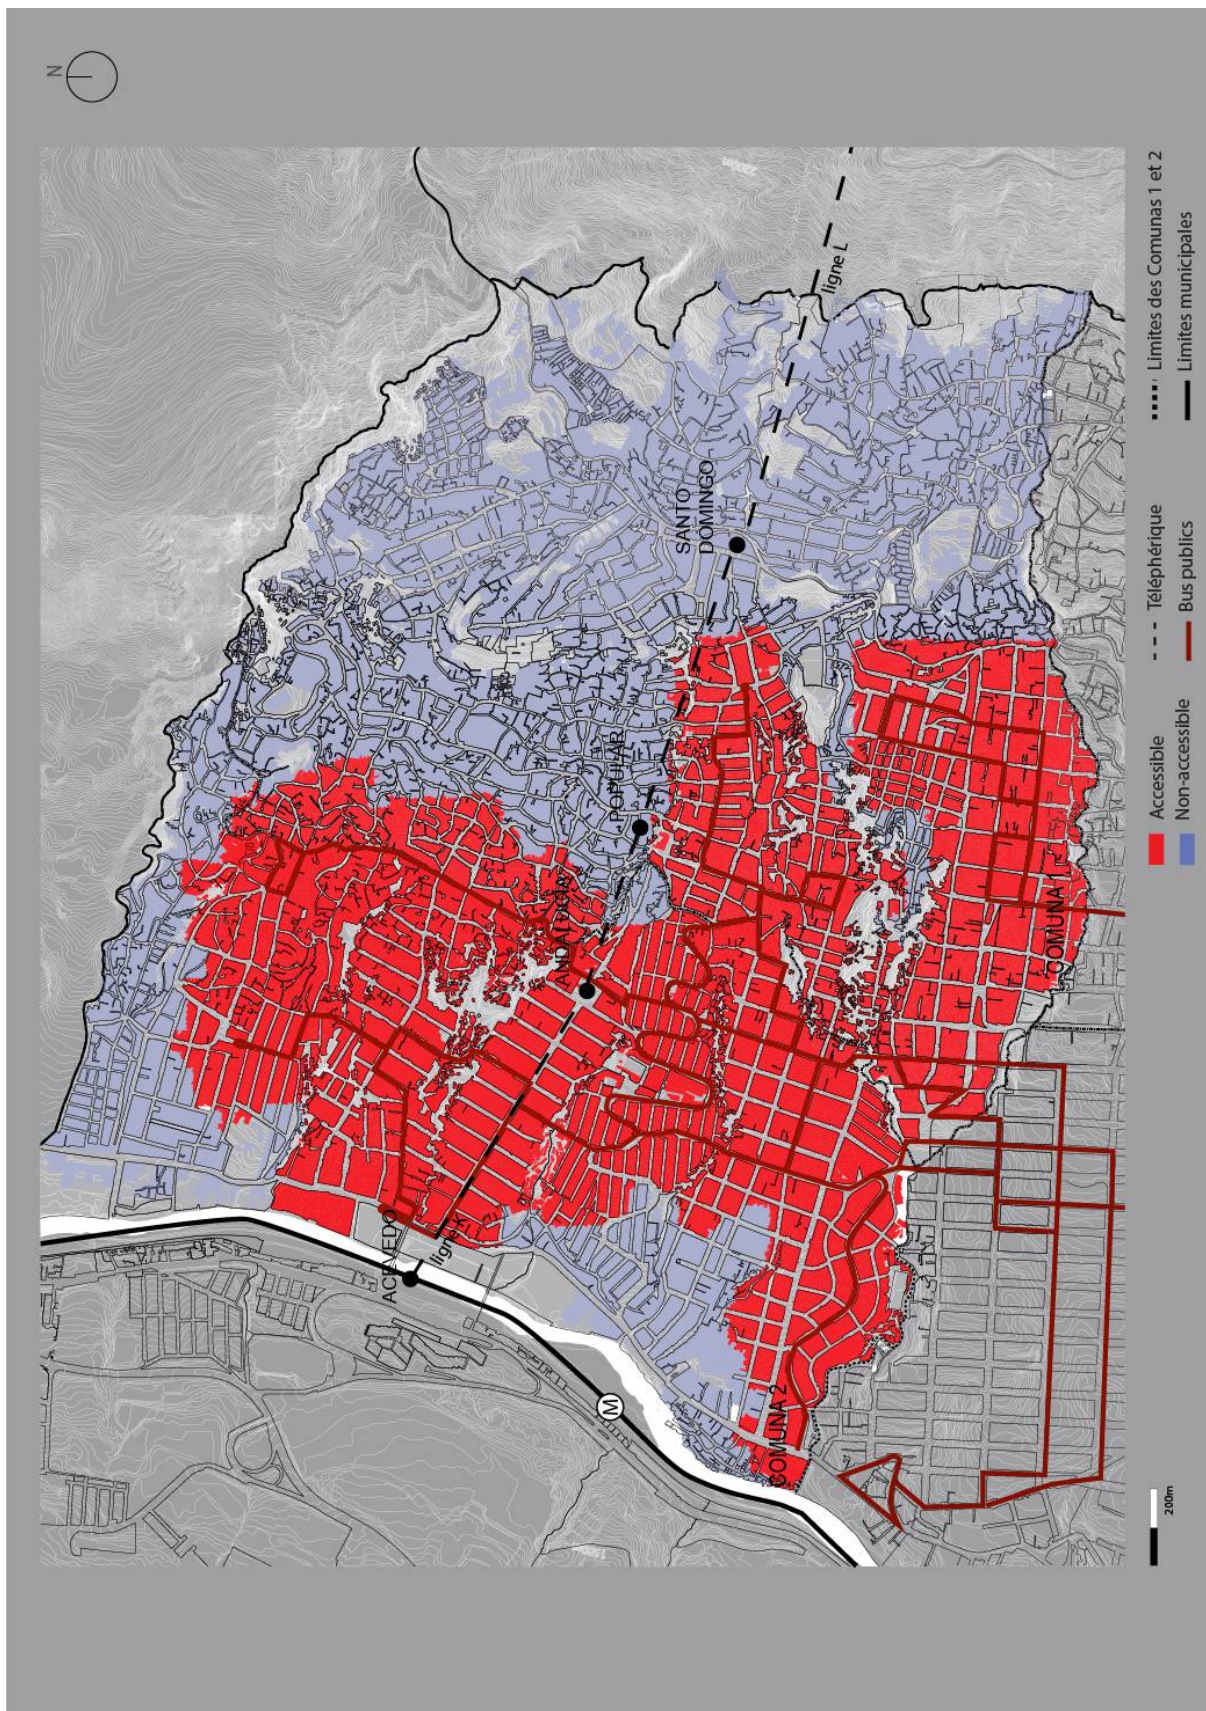 N
ligne L
SANTO
DOMINGO
POPULAR
ANDALUCIA
ACEVEDO
ligne K
M
COMUNA 1
COMUNA 2
200m
Accessible
Non-accessible
Téléphérique
Bus publics
Limites des Comunas 1 et 2
Limites municipales